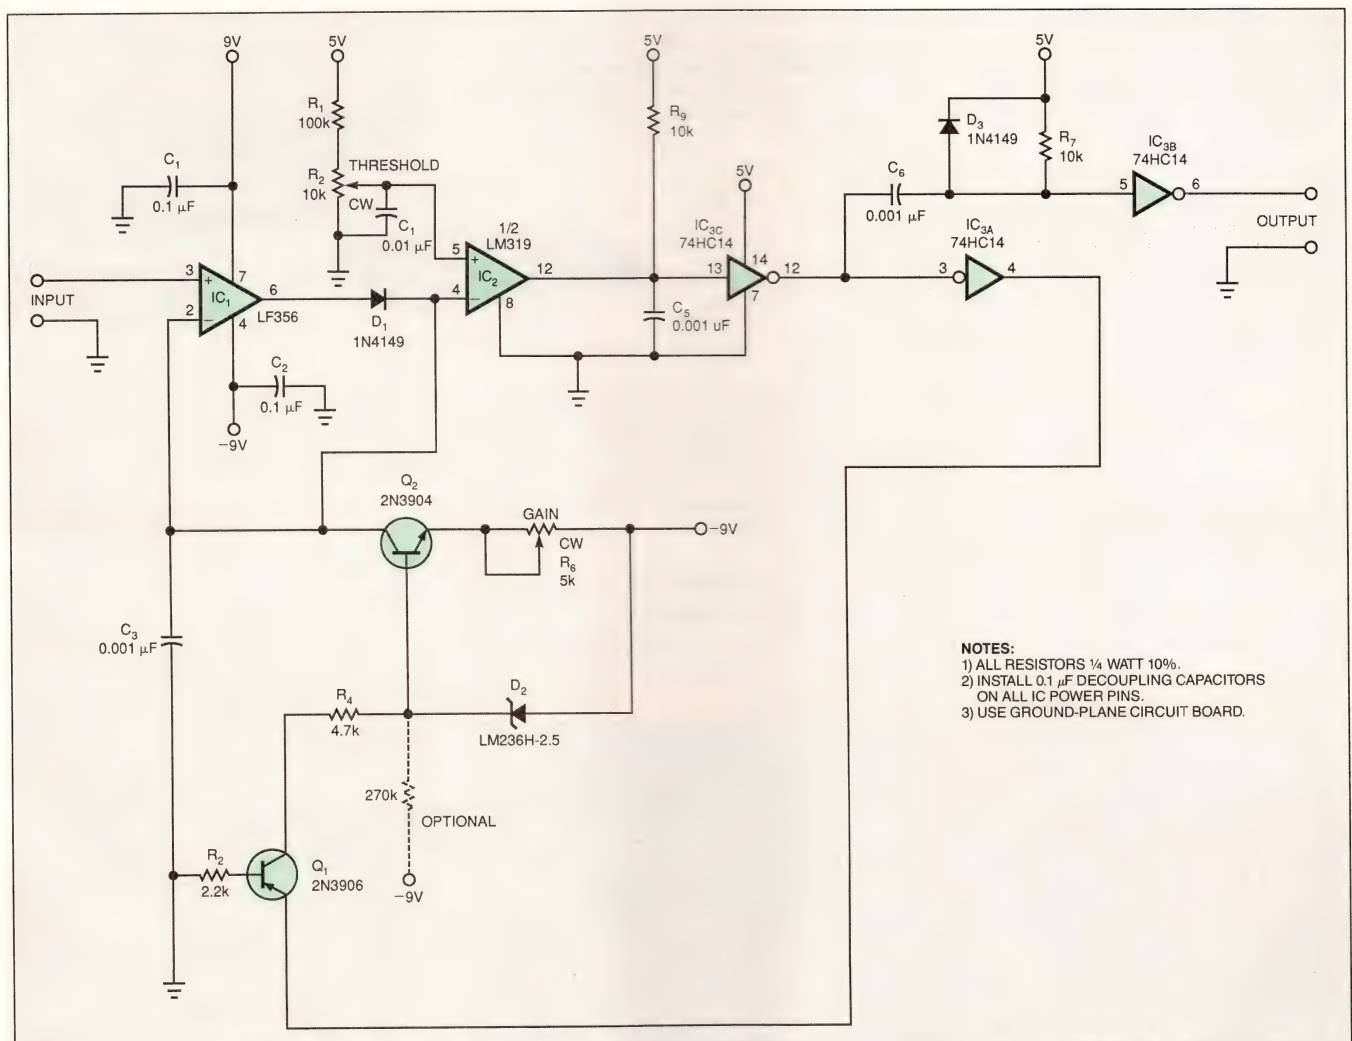 9V
5V
5V
5V
R1
100k
THRESHOLD
R2
10k
CW
C1
0.01 µF
C1
0.1 µF
R9
10k
D3
1N4149
R7
10k
IC3B
74HC14
5
6
C6
0.001 µF
5V
IC3C
74HC14
14
13
12
7
IC3A
74HC14
3
4
OUTPUT
1/2
LM319
5
+
IC2
4
–
12
8
C5
0.001 uF
INPUT
3
+
IC1
2
–
7
6
4
LF356
D1
1N4149
C2
0.1 µF
–9V
Q2
2N3904
GAIN
CW
R6
5k
–9V
C3
0.001 µF
R4
4.7k
D2
LM236H-2.5
270k
OPTIONAL
–9V
R2
2.2k
Q1
2N3906
NOTES:
1) ALL RESISTORS ¼ WATT 10%.
2) INSTALL 0.1 µF DECOUPLING CAPACITORS
ON ALL IC POWER PINS.
3) USE GROUND-PLANE CIRCUIT BOARD.